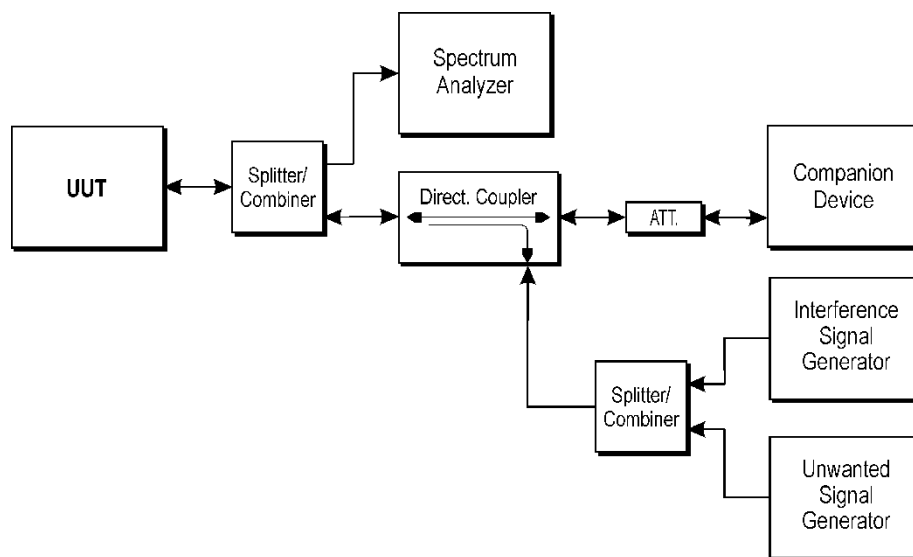 Spectrum
Analyzer
UUT
Splitter/
Combiner
Direct. Coupler
ATT.
Companion
Device
Interference
Signal
Generator
Splitter/
Combiner
Unwanted
Signal
Generator